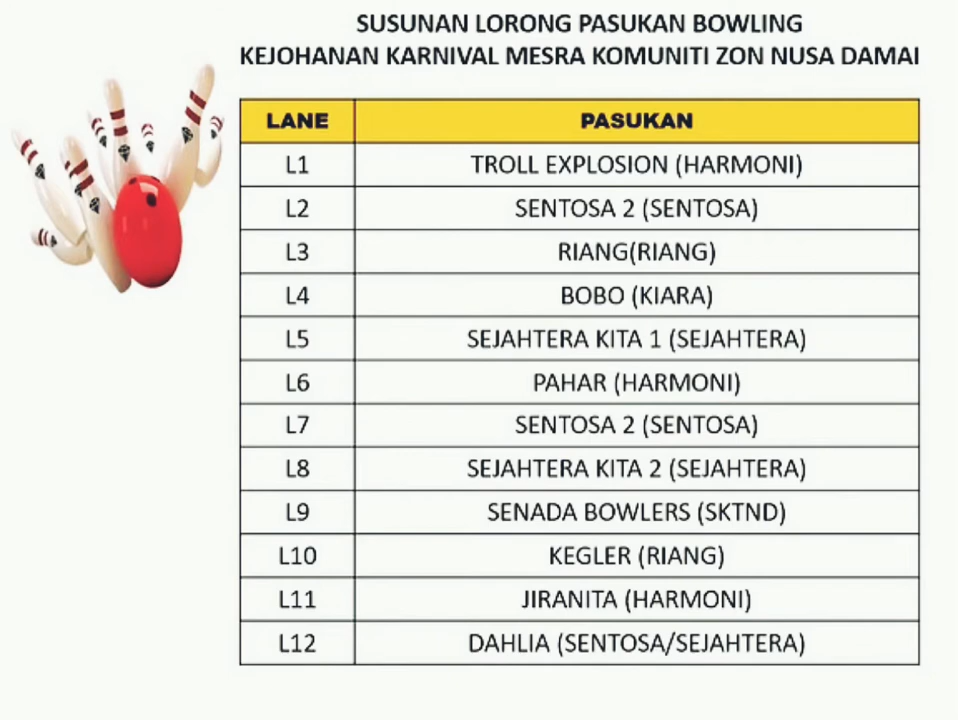 SUSUNAN LORONG PASUKAN BOWLING
KEJOHANAN KARNIVAL MESRA KOMUNITI ZON NUSA DAMAI
LANE PASUKAN
L1 TROLL EXPLOSION (HARMONI)
L2 SENTOSA 2 (SENTOSA)
L3 RIANG(RIANG)
L4 BOBO (KIARA)
L5 SEJAHTERA KITA 1 (SEJAHTERA)
L6 PAHAR (HARMONI)
L7 SENTOSA 2 (SENTOSA)
L8 SEJAHTERA KITA 2 (SEJAHTERA)
L9 SENADA BOWLERS (SKTND)
L10 KEGLER (RIANG)
L11 JIRANITA (HARMONI)
L12 DAHLIA (SENTOSA/SEJAHTERA)